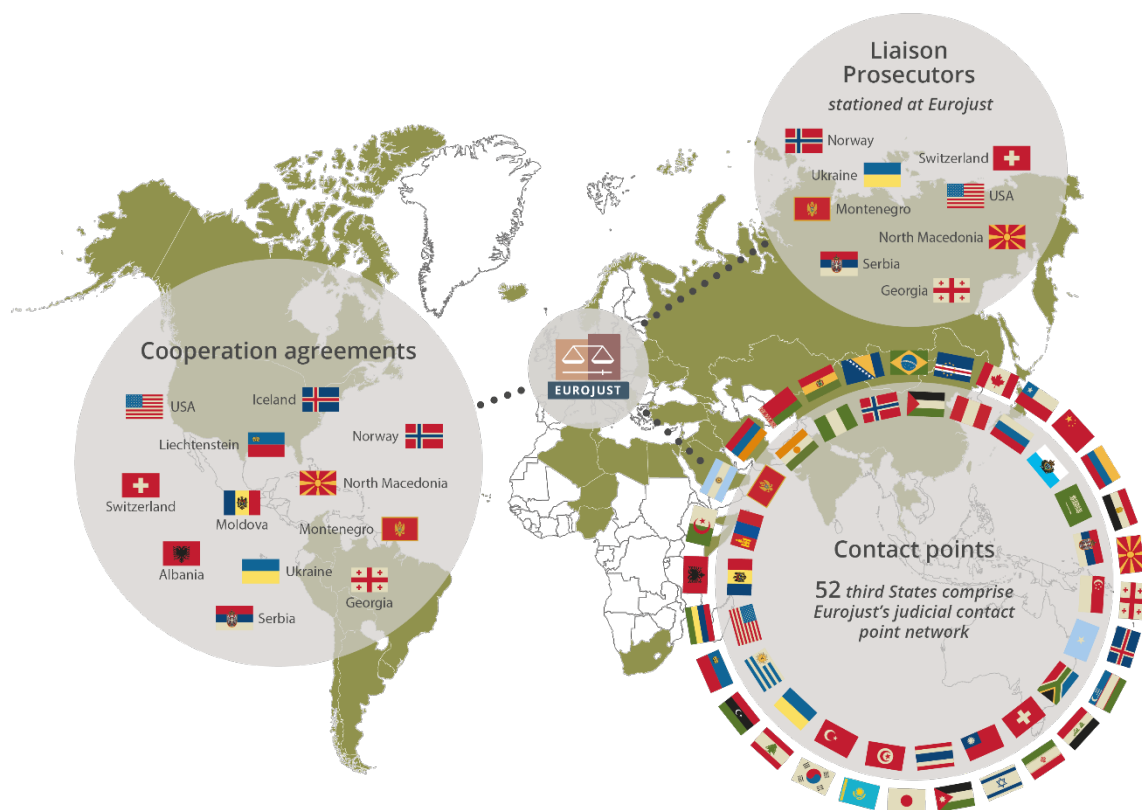 Liaison
Prosecutors
stationed at Eurojust
Norway
Switzerland
Ukraine
USA
Montenegro
North Macedonia
Serbia
Georgia
EUROJUST
Cooperation agreements
USA
Iceland
Norway
Liechtenstein
North Macedonia
Switzerland
Moldova
Montenegro
Albania
Ukraine
Georgia
Serbia
Contact points
52 third States comprise
Eurojust's judicial contact
point network